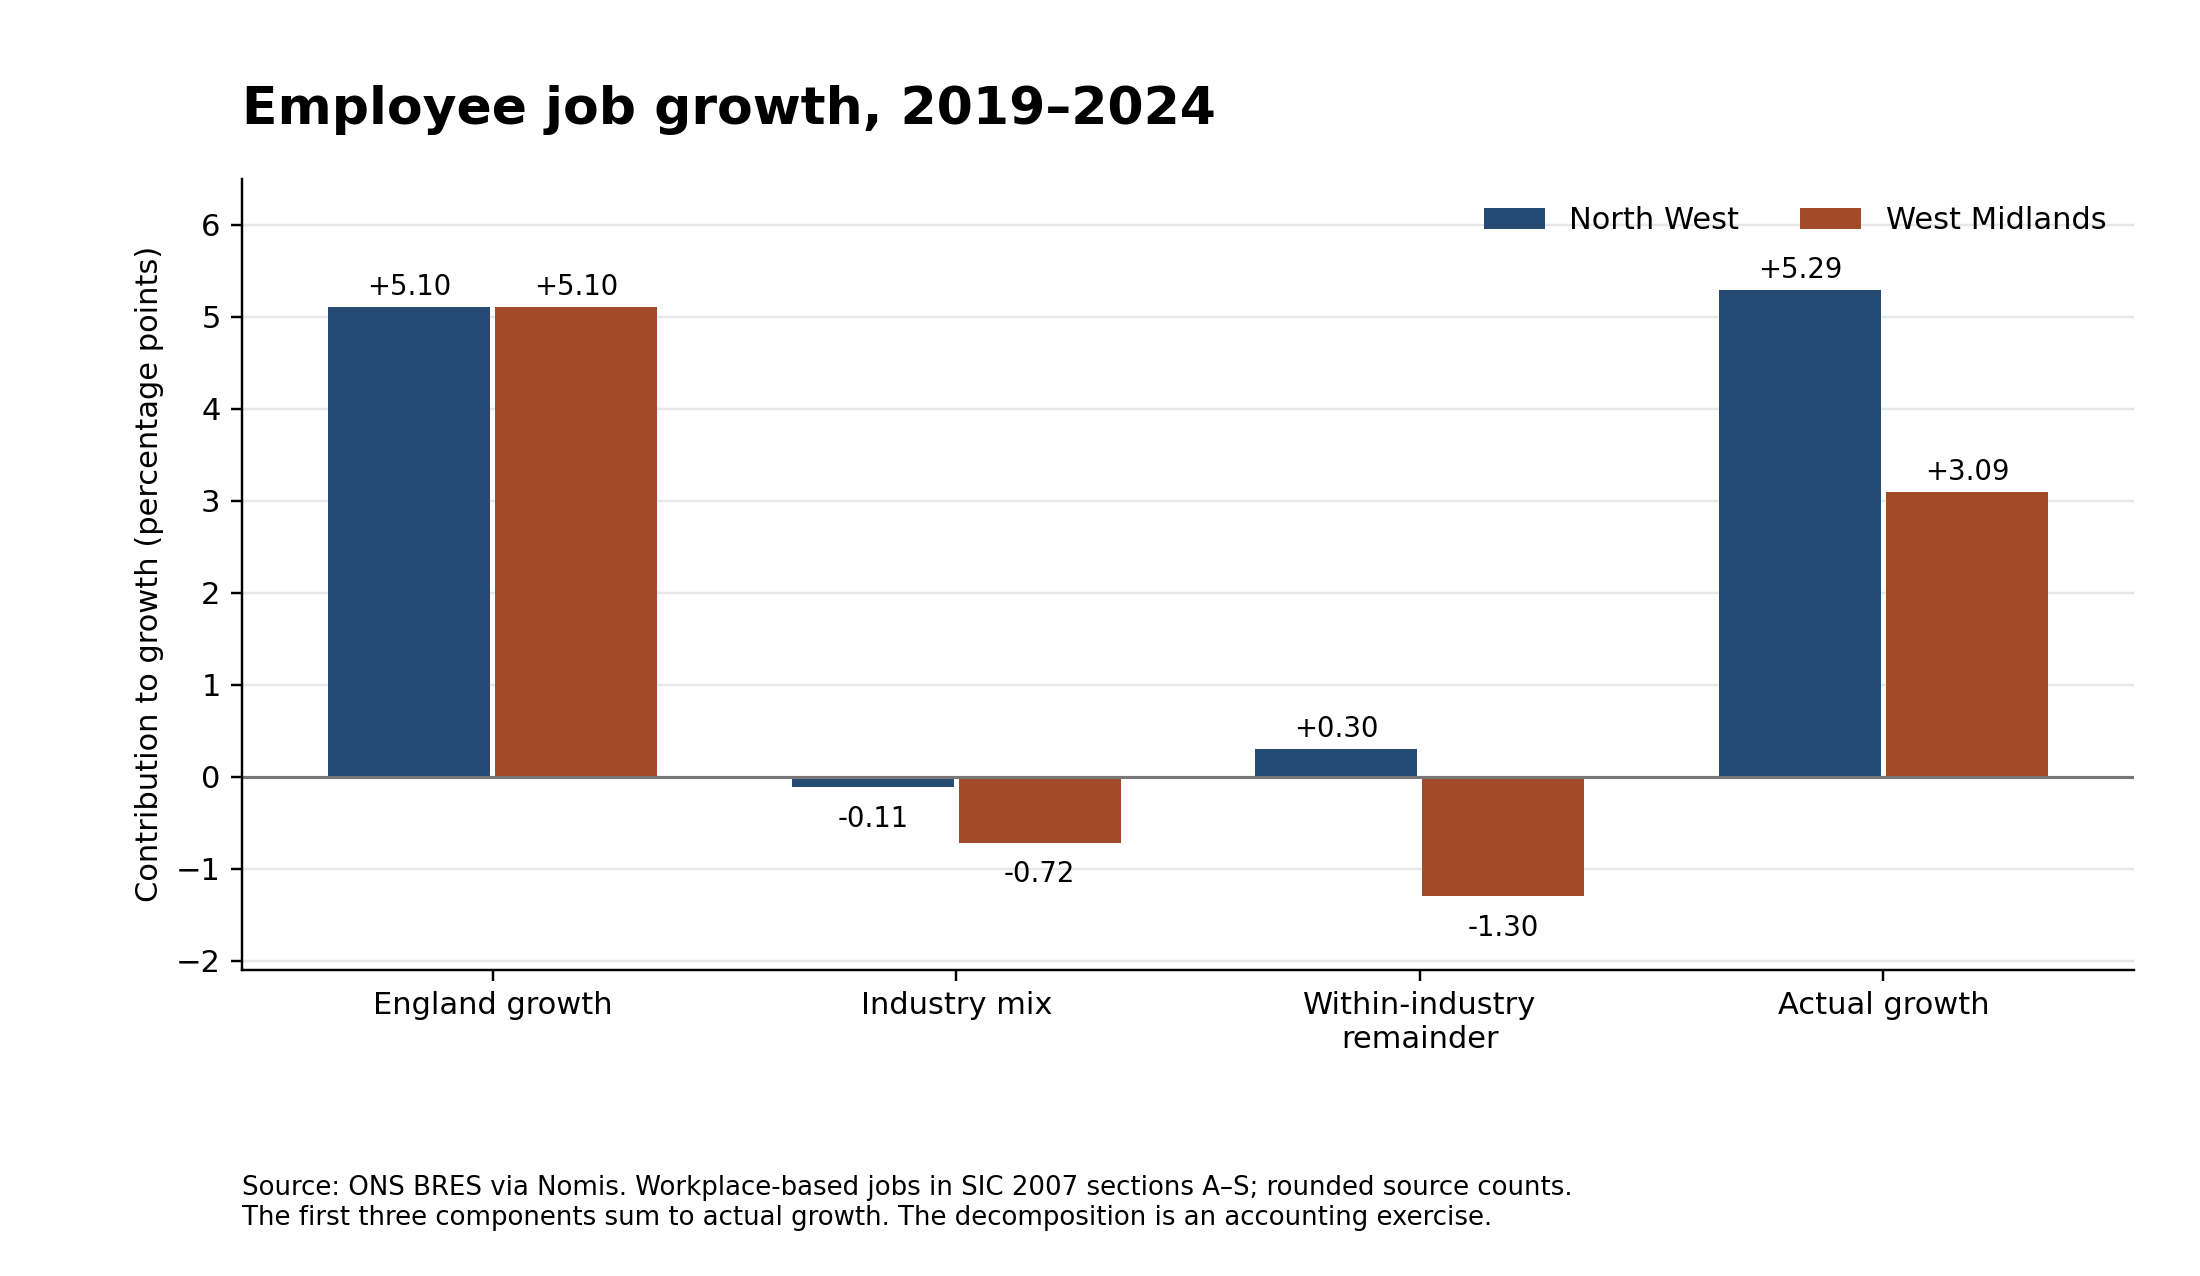 Employee job growth, 2019–2024
North West
West Midlands
Contribution to growth (percentage points)
6
5
4
3
2
1
0
−1
−2
+5.10
+5.10
-0.11
-0.72
+0.30
-1.30
+5.29
+3.09
England growth
Industry mix
Within-industry
remainder
Actual growth
Source: ONS BRES via Nomis. Workplace-based jobs in SIC 2007 sections A–S; rounded source counts.
The first three components sum to actual growth. The decomposition is an accounting exercise.